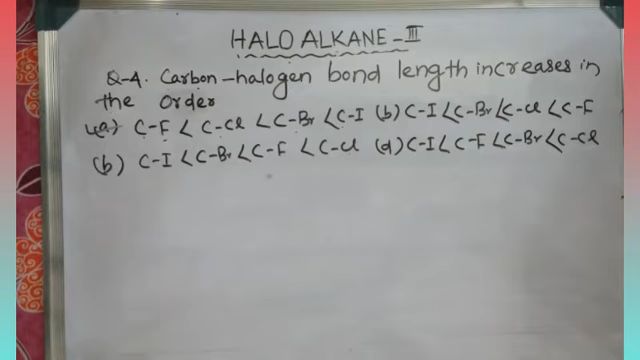 HALO ALKANE-III
Q-4. Carbon-halogen bond length increases in
the order
(a) C-F < C-Cl < C-Br < C-I (b) C-I < C-Br < C-Cl < C-F
(b) C-I < C-Br < C-F < C-Cl (d) C-I < C-F < C-Br < C-Cl